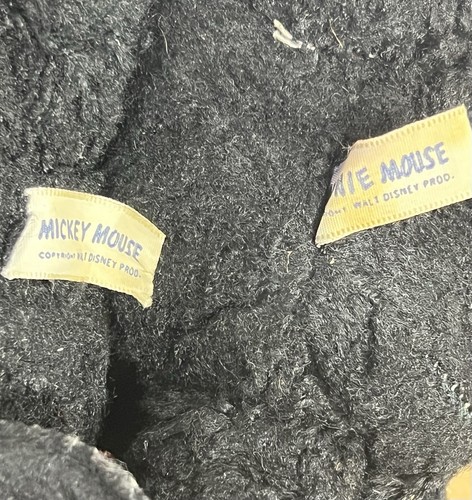 MICKEY MOUSE
COPYRIGHT WALT DISNEY PROD.
NIE MOUSE
WALT DISNEY PROD.